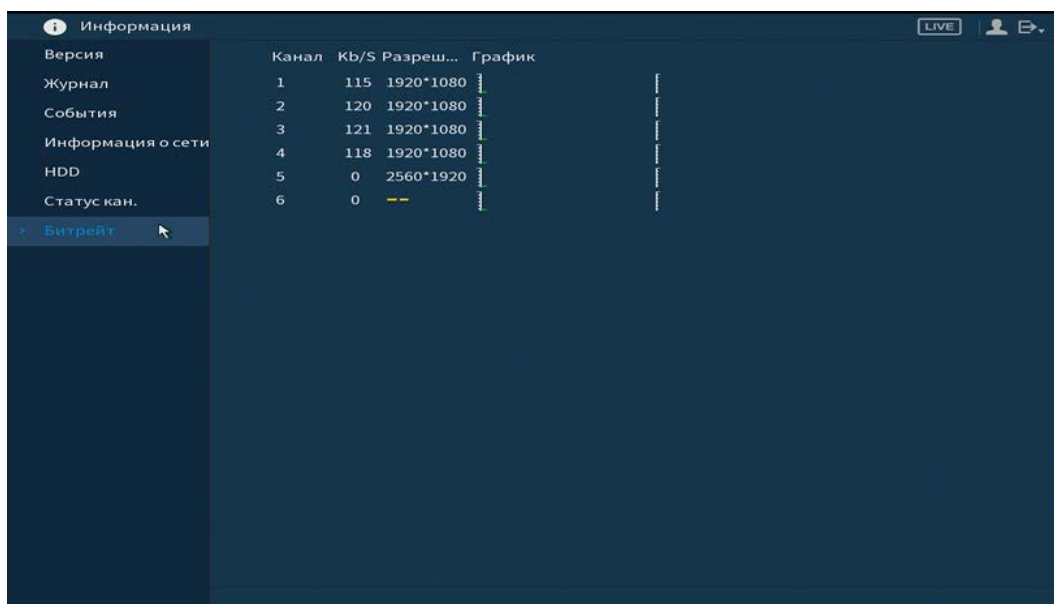 Информация LIVE
Версия
Журнал
События
Информация о сети
HDD
Статус кан.
Битрейт
Канал Kb/S Разреш... График
1 115 1920*1080
2 120 1920*1080
3 121 1920*1080
4 118 1920*1080
5 0 2560*1920
6 0 --